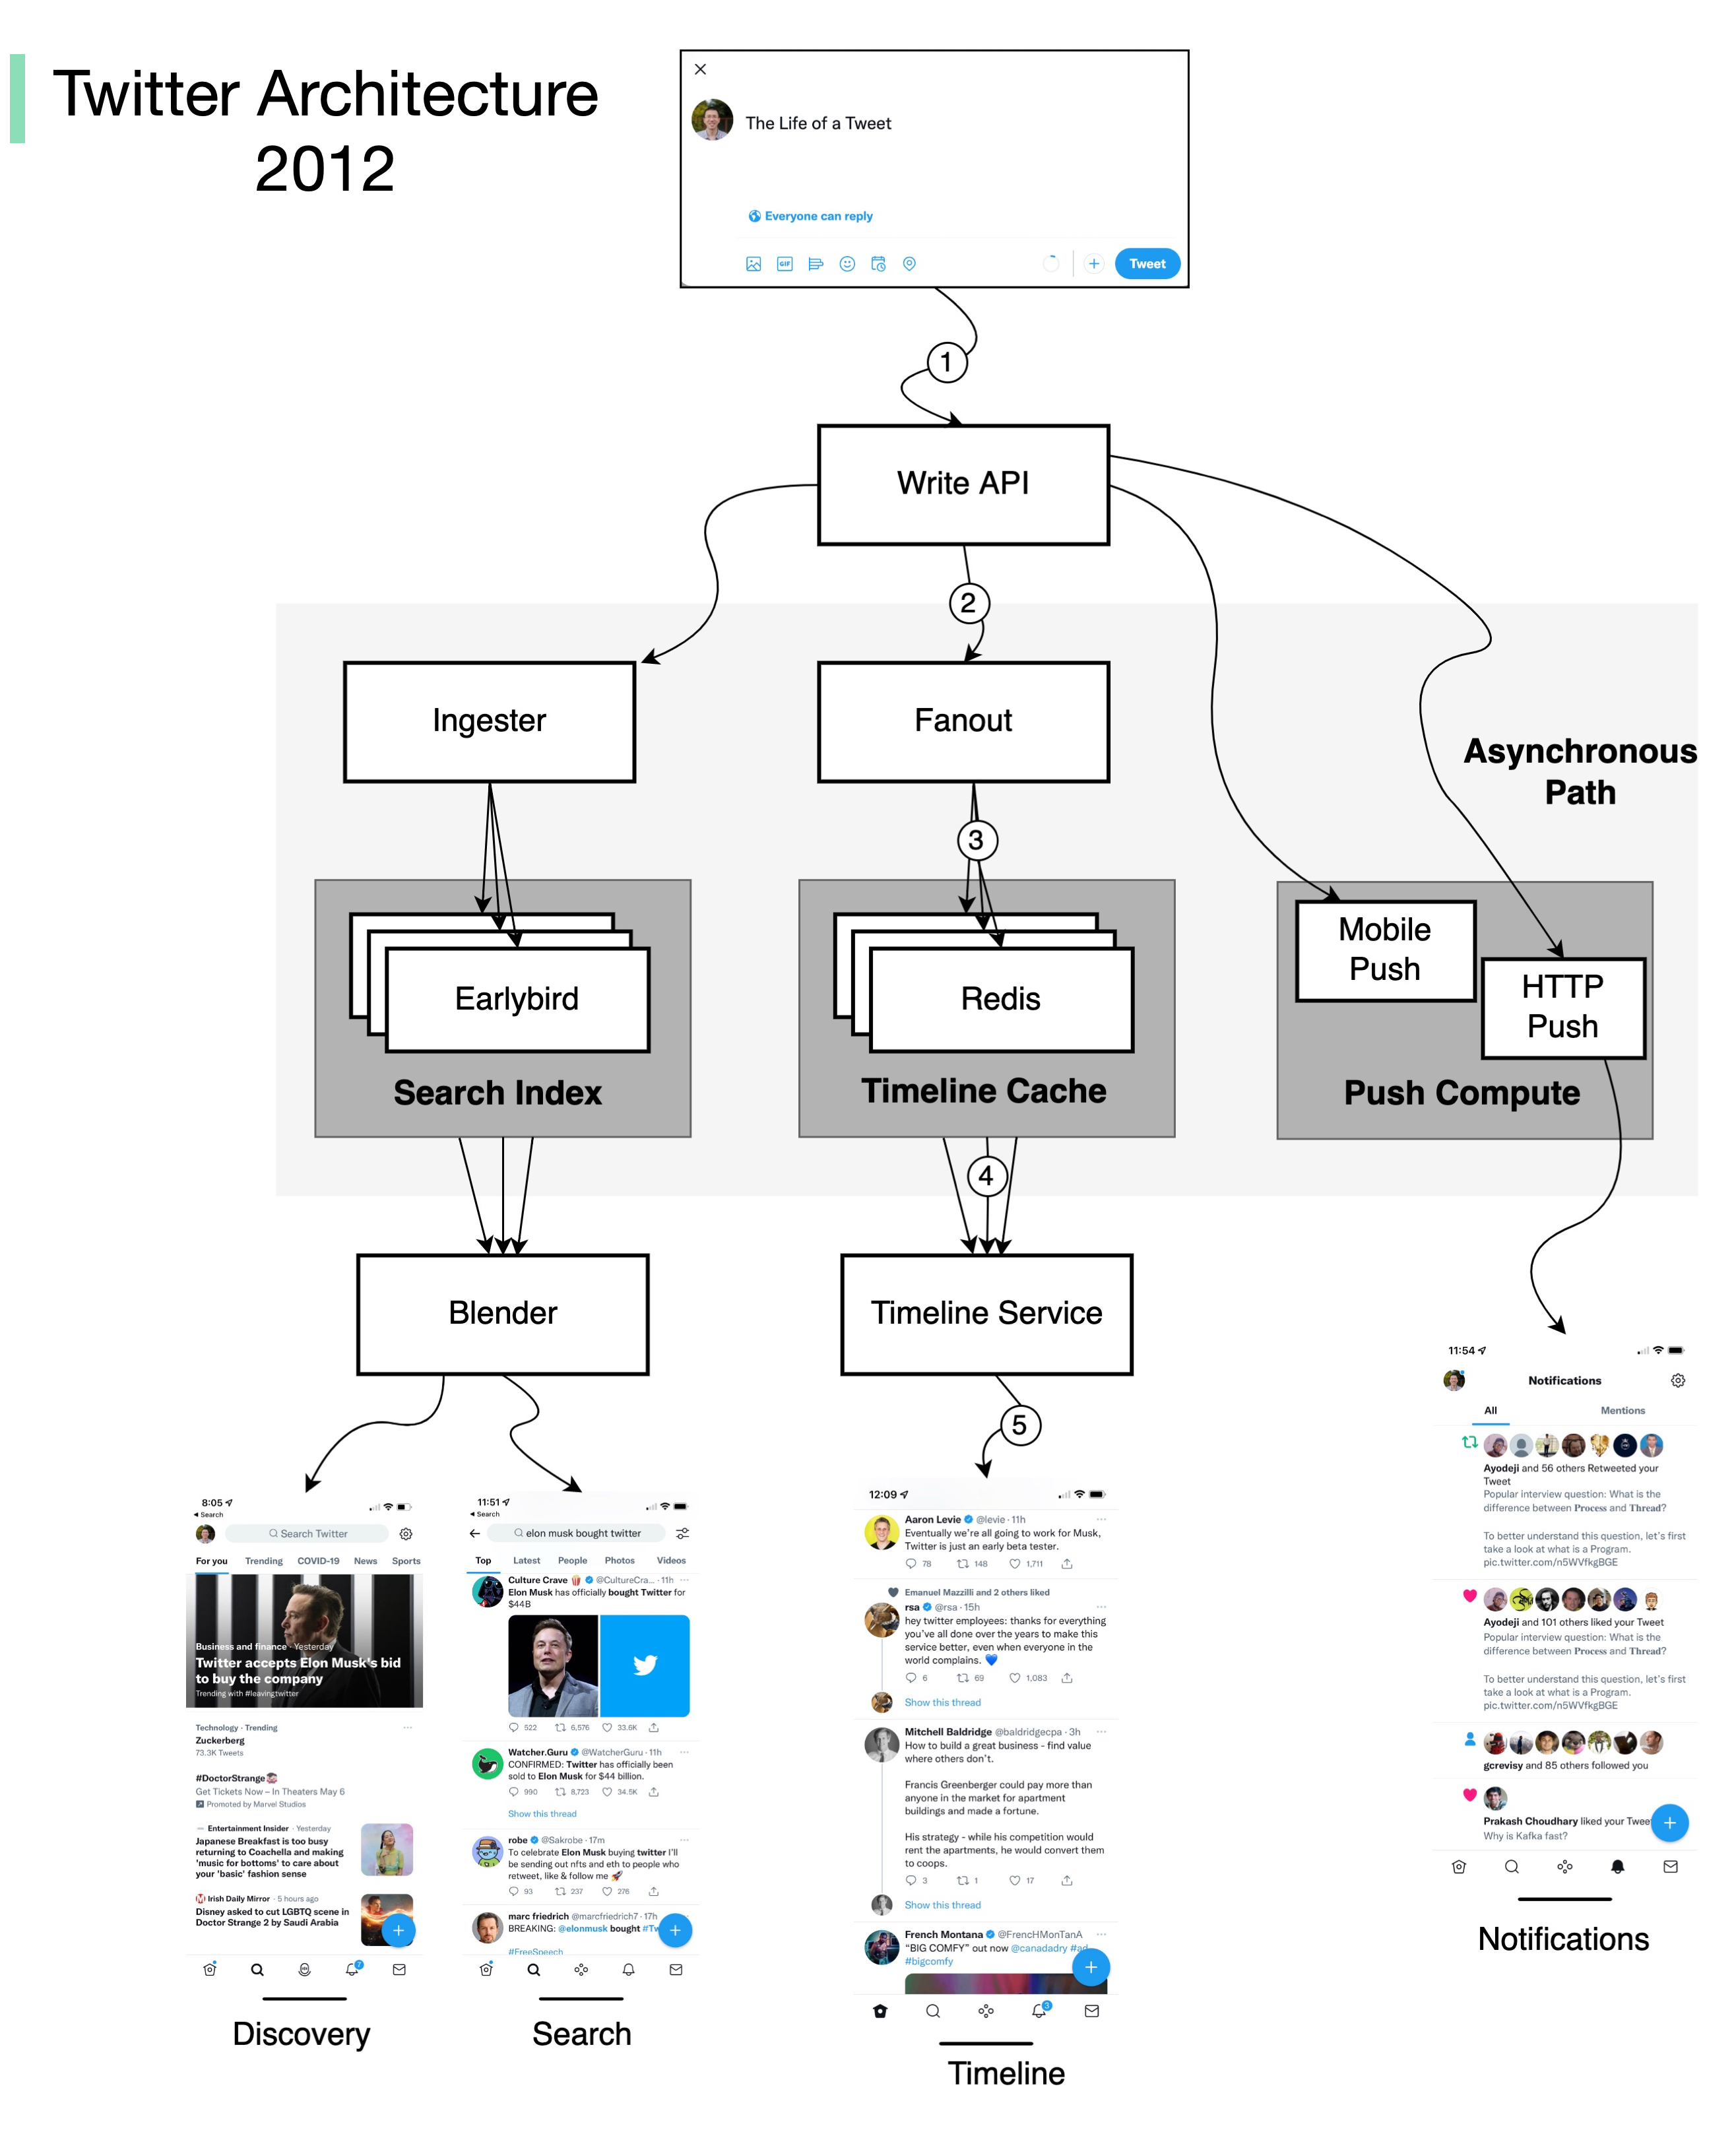 Twitter Architecture
2012
The Life of a Tweet
Everyone can reply
GIF
Tweet
1
Write API
2
Ingester
Fanout
Asynchronous
Path
3
Mobile
Push
HTTP
Push
Earlybird
Redis
Search Index
Timeline Cache
Push Compute
4
Blender
Timeline Service
5
8:05
Search
Search Twitter
For you Trending COVID-19 News Sports
Business and finance · Yesterday
Twitter accepts Elon Musk's bid
to buy the company
Trending with #leavingtwitter
Technology · Trending
Zuckerberg
73.3K Tweets
#DoctorStrange
Get Tickets Now – In Theaters May 6
Promoted by Marvel Studios
Entertainment Insider · Yesterday
Japanese Breakfast is too busy
returning to Coachella and making
'music for bottoms' to care about
your 'basic' fashion sense
Irish Daily Mirror · 5 hours ago
Disney asked to cut LGBTQ scene in
Doctor Strange 2 by Saudi Arabia
7
Discovery
11:51
Search
elon musk bought twitter
Top Latest People Photos Videos
Culture Crave @CultureCra... · 11h
Elon Musk has officially bought Twitter for
$44B
522 6,576 33.6K
Watcher.Guru @WatcherGuru · 11h
CONFIRMED: Twitter has officially been
sold to Elon Musk for $44 billion.
990 8,723 34.5K
Show this thread
robe @Sakrobe · 17m
To celebrate Elon Musk buying twitter I'll
be sending out nfts and eth to people who
retweet, like & follow me
93 237 276
marc friedrich @marcfriedrich7 · 17h
BREAKING: @elonmusk bought #Tw
#FreeSpeech
Search
12:09
Aaron Levie @levie · 11h
Eventually we're all going to work for Musk,
Twitter is just an early beta tester.
78 148 1,711
Emanuel Mazzilli and 2 others liked
rsa @rsa · 15h
hey twitter employees: thanks for everything
you've all done over the years to make this
service better, even when everyone in the
world complains.
6 69 1,083
Show this thread
Mitchell Baldridge @baldridgecpa · 3h
How to build a great business - find value
where others don't.
Francis Greenberger could pay more than
anyone in the market for apartment
buildings and made a fortune.
His strategy - while his competition would
rent the apartments, he would convert them
to coops.
3 1 17
Show this thread
French Montana @FrencHMonTanA
“BIG COMFY” out now @canadadry #ad
#bigcomfy
3
Timeline
11:54
Notifications
All Mentions
Ayodeji and 56 others Retweeted your
Tweet
Popular interview question: What is the
difference between Process and Thread?
To better understand this question, let's first
take a look at what is a Program.
pic.twitter.com/n5WVfkgBGE
Ayodeji and 101 others liked your Tweet
Popular interview question: What is the
difference between Process and Thread?
To better understand this question, let's first
take a look at what is a Program.
pic.twitter.com/n5WVfkgBGE
gcrevisy and 85 others followed you
Prakash Choudhary liked your Twee
Why is Kafka fast?
Notifications